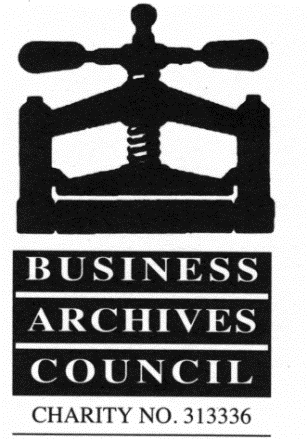 BUSINESS
ARCHIVES
COUNCIL
CHARITY NO. 313336